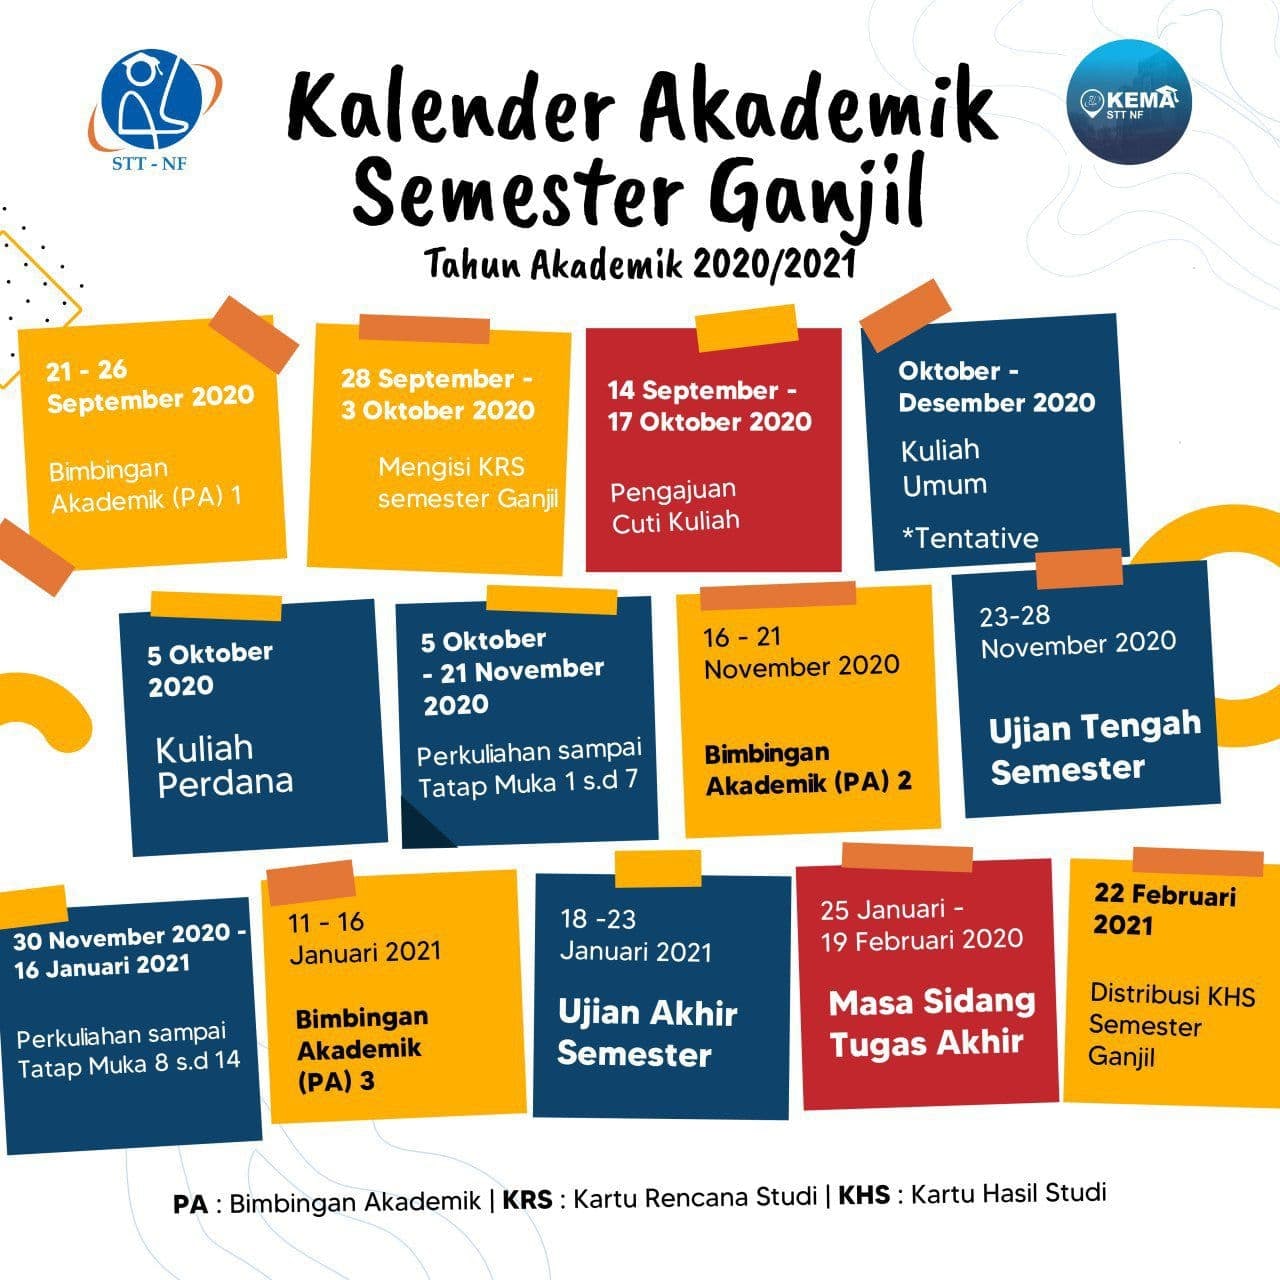 STT - NF
Kalender Akademik
Semester Ganjil
Tahun Akademik 2020/2021
KEMA
STT NF
21 - 26
September 2020
Bimbingan
Akademik (PA) 1
28 September -
3 Oktober 2020
Mengisi KRS
semester Ganjil
14 September -
17 Oktober 2020
Pengajuan
Cuti Kuliah
Oktober -
Desember 2020
Kuliah
Umum
*Tentative
5 Oktober
2020
Kuliah
Perdana
5 Oktober
- 21 November
2020
Perkuliahan sampai
Tatap Muka 1 s.d 7
16 - 21
November 2020
Bimbingan
Akademik (PA) 2
23-28
November 2020
Ujian Tengah
Semester
30 November 2020 -
16 Januari 2021
Perkuliahan sampai
Tatap Muka 8 s.d 14
11 - 16
Januari 2021
Bimbingan
Akademik
(PA) 3
18 -23
Januari 2021
Ujian Akhir
Semester
25 Januari -
19 Februari 2020
Masa Sidang
Tugas Akhir
22 Februari
2021
Distribusi KHS
Semester
Ganjil
PA : Bimbingan Akademik | KRS : Kartu Rencana Studi | KHS : Kartu Hasil Studi